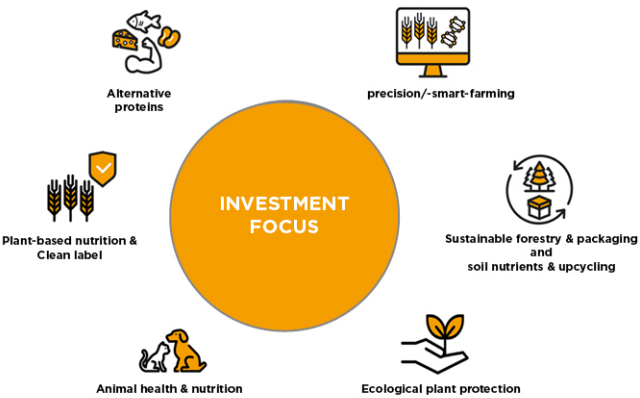 Alternative
proteins
precision/-smart-farming
INVESTMENT
FOCUS
Plant-based nutrition &
Clean label
Sustainable forestry & packaging
and
soil nutrients & upcycling
Animal health & nutrition
Ecological plant protection